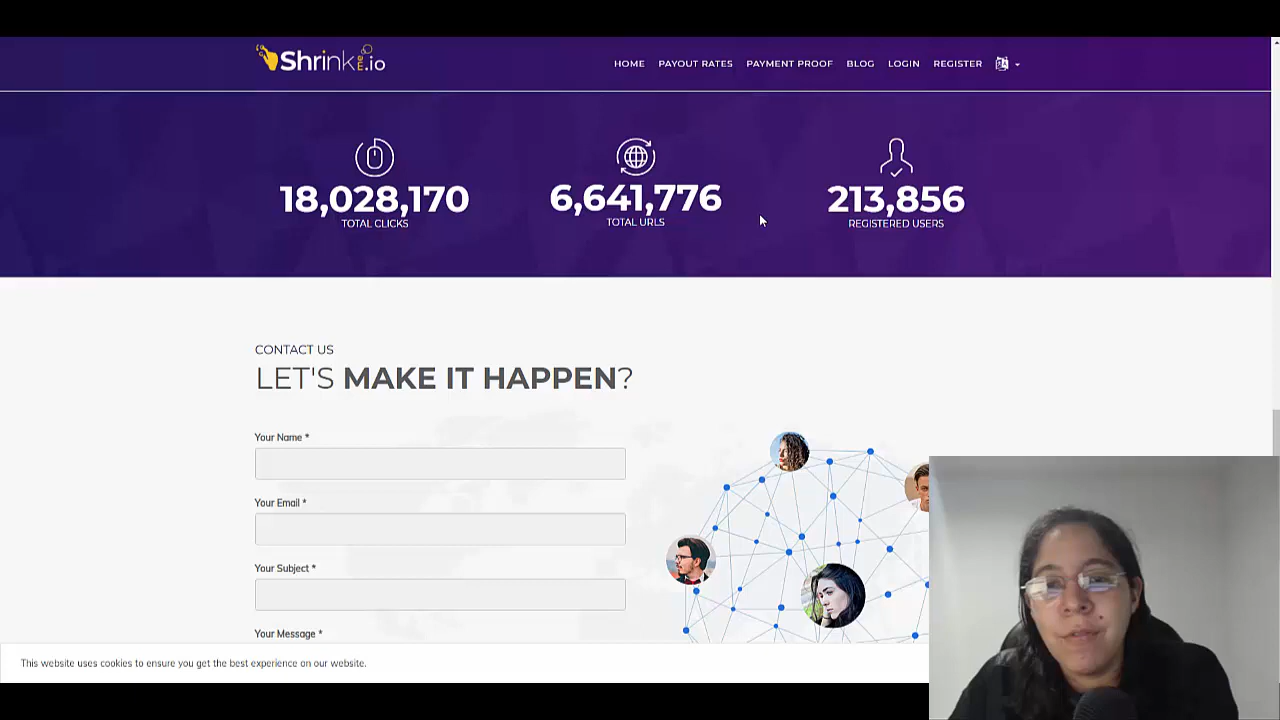 Shrinkme.io
HOME PAYOUT RATES PAYMENT PROOF BLOG LOGIN REGISTER
18,028,170 6,641,776 213,856
TOTAL CLICKS TOTAL URLS REGISTERED USERS
CONTACT US
LET'S MAKE IT HAPPEN?
Your Name *
Your Email *
Your Subject *
Your Message *
This website uses cookies to ensure you get the best experience on our website.